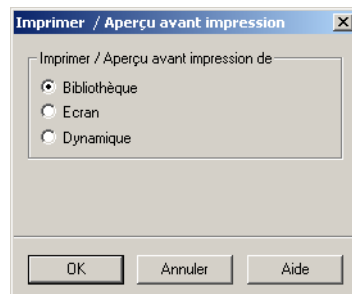 Imprimer / Aperçu avant impression
Imprimer / Aperçu avant impression de
Bibliothèque
Ecran
Dynamique
OK Annuler Aide